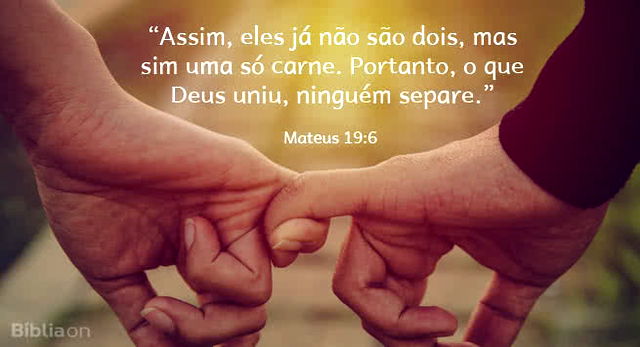 “Assim, eles já não são dois, mas
sim uma só carne. Portanto, o que
Deus uniu, ninguém separe.”
Mateus 19:6
Bíbliaon